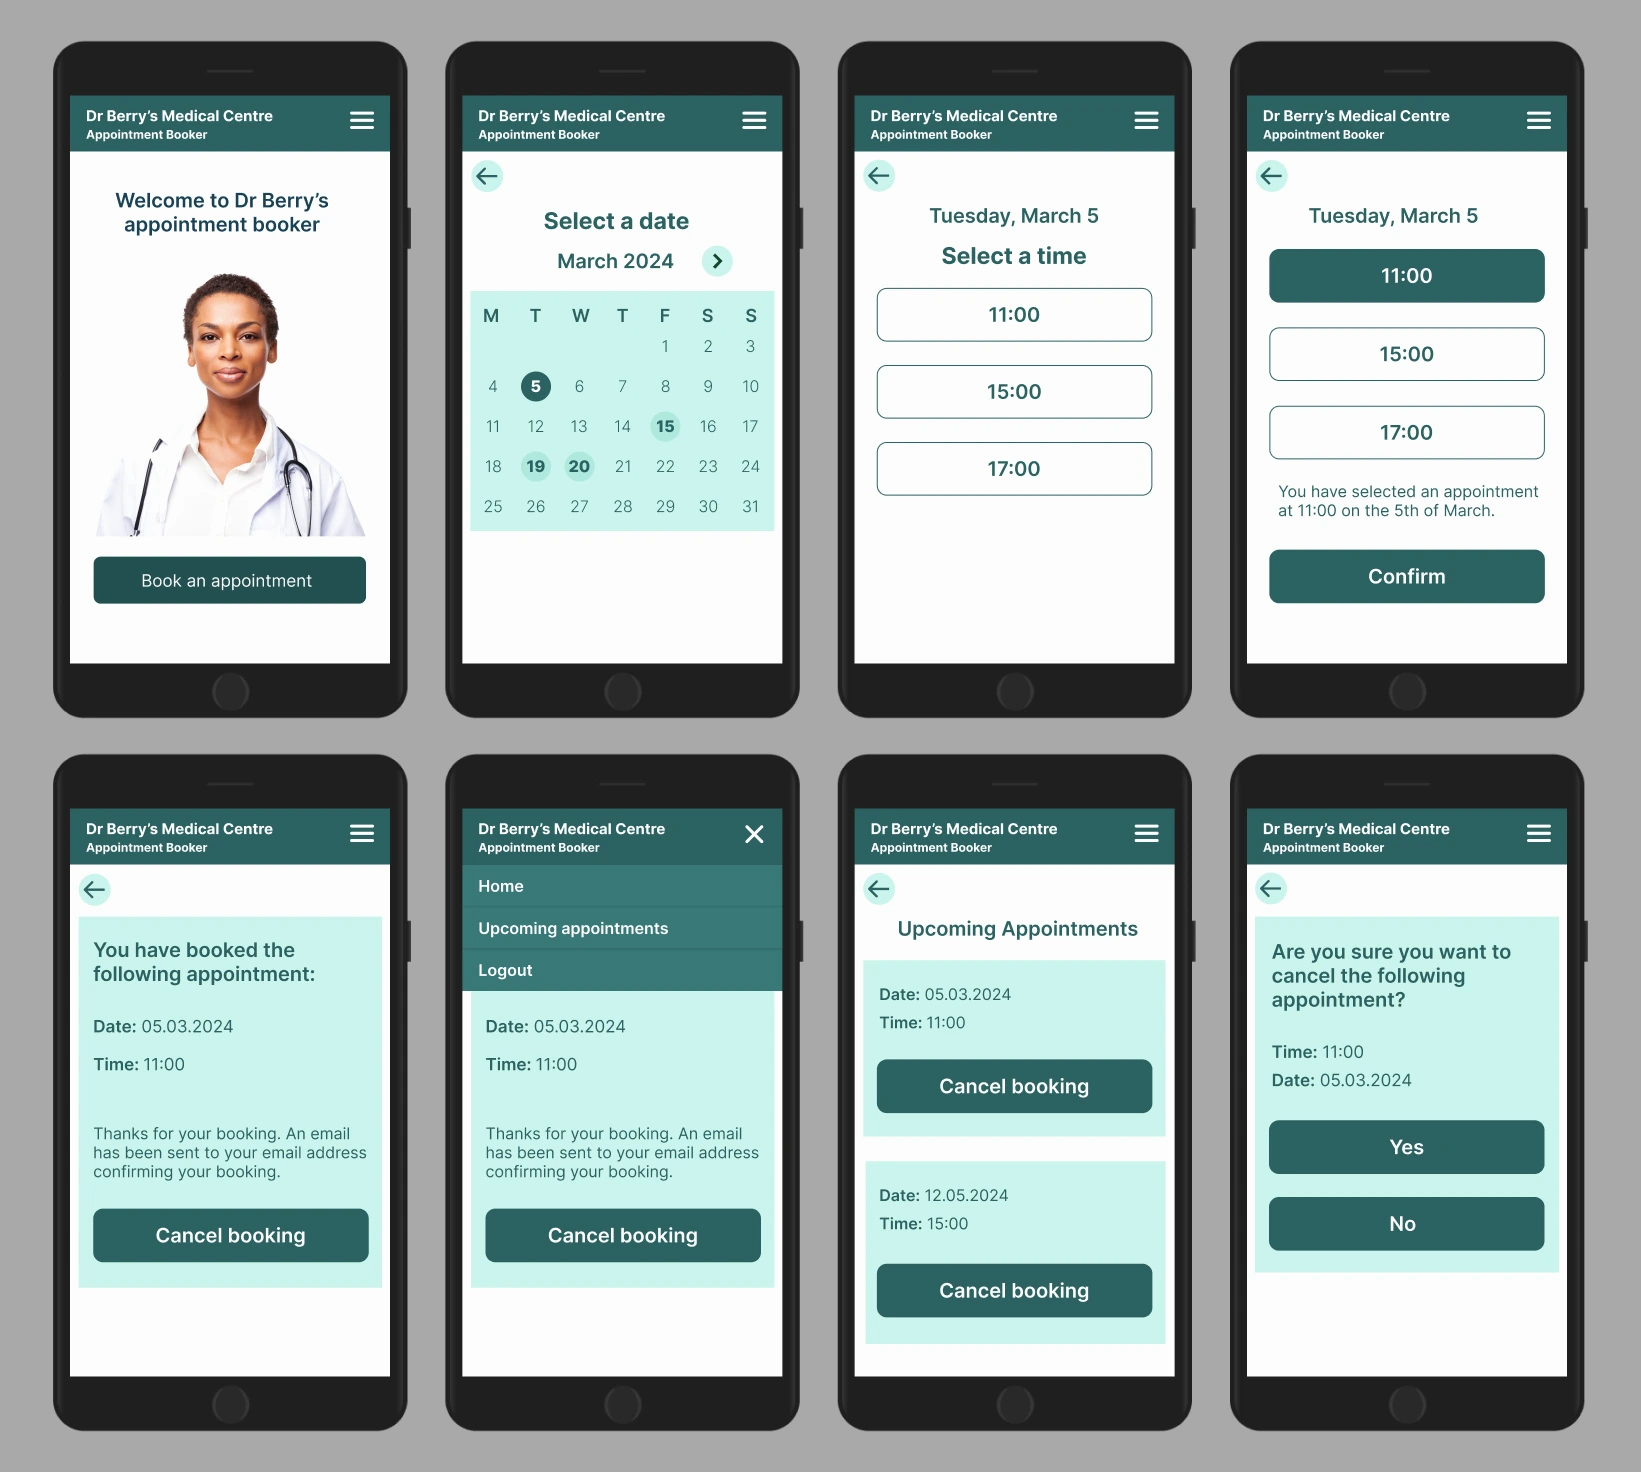 Dr Berry's Medical Centre
Appointment Booker
Welcome to Dr Berry's
appointment booker
Book an appointment
Dr Berry's Medical Centre
Appointment Booker
Select a date
March 2024
M T W T F S S
1 2 3
4 5 6 7 8 9 10
11 12 13 14 15 16 17
18 19 20 21 22 23 24
25 26 27 28 29 30 31
Dr Berry's Medical Centre
Appointment Booker
Tuesday, March 5
Select a time
11:00
15:00
17:00
Dr Berry's Medical Centre
Appointment Booker
Tuesday, March 5
11:00
15:00
17:00
You have selected an appointment
at 11:00 on the 5th of March.
Confirm
Dr Berry's Medical Centre
Appointment Booker
You have booked the
following appointment:
Date: 05.03.2024
Time: 11:00
Thanks for your booking. An email
has been sent to your email address
confirming your booking.
Cancel booking
Dr Berry's Medical Centre
Appointment Booker
Home
Upcoming appointments
Logout
Date: 05.03.2024
Time: 11:00
Thanks for your booking. An email
has been sent to your email address
confirming your booking.
Cancel booking
Dr Berry's Medical Centre
Appointment Booker
Upcoming Appointments
Date: 05.03.2024
Time: 11:00
Cancel booking
Date: 12.05.2024
Time: 15:00
Cancel booking
Dr Berry's Medical Centre
Appointment Booker
Are you sure you want to
cancel the following
appointment?
Time: 11:00
Date: 05.03.2024
Yes
No